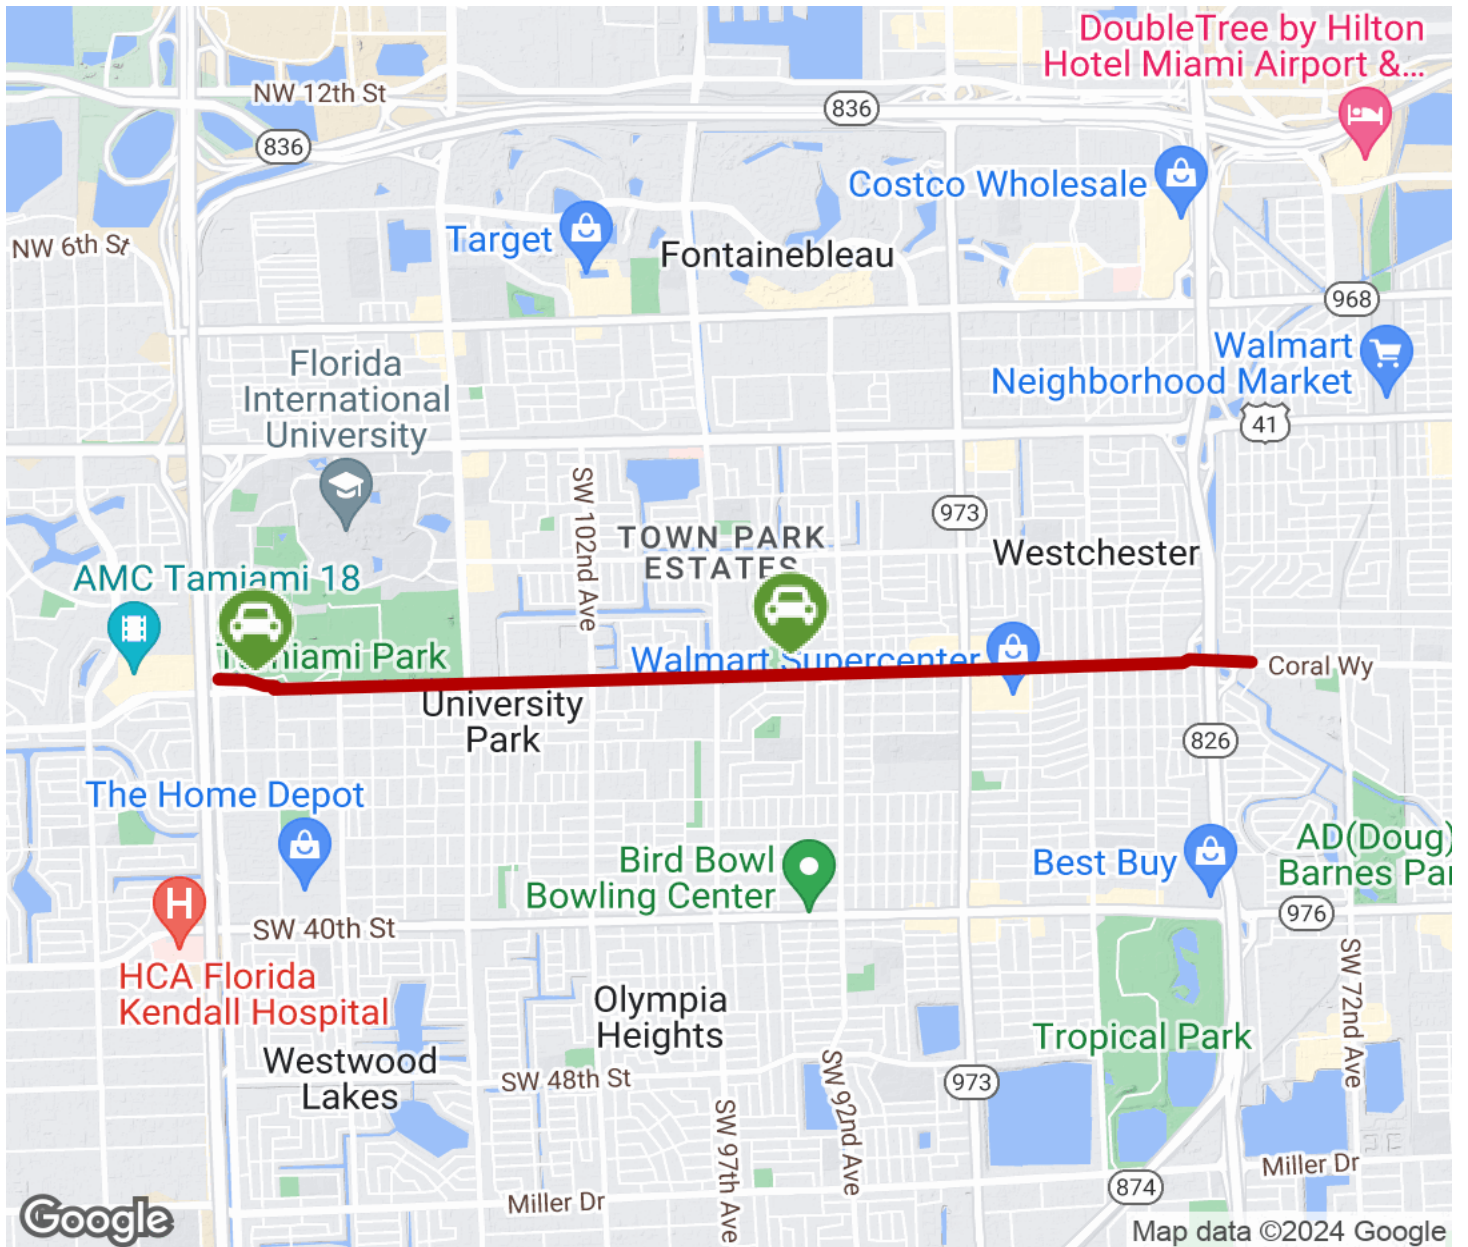 DoubleTree by Hilton
Hotel Miami Airport &...
NW 12th St
836
836
Costco Wholesale
NW 6th St
Target
Fontainebleau
968
Walmart
Neighborhood Market
Florida
International
University
41
SW 102nd Ave
973
TOWN PARK
ESTATES
Westchester
AMC Tamiami 18
Tamiami Park
Walmart Supercenter
Coral Wy
University
Park
826
The Home Depot
Bird Bowl
Bowling Center
Best Buy
AD(Doug)
Barnes Par
H
SW 40th St
976
HCA Florida
Kendall Hospital
Olympia
Heights
SW 72nd Ave
Tropical Park
Westwood
Lakes
SW 48th St
SW 92nd Ave
973
SW 97th Ave
Miller Dr
874
Miller Dr
Google
Map data ©2024 Google